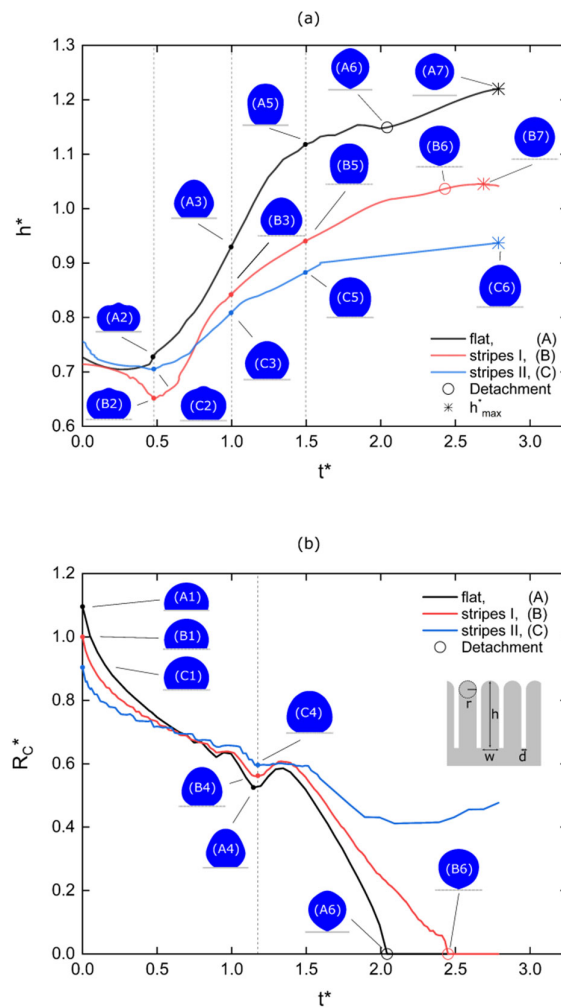 (a)
1.3
1.2
1.1
1.0
0.9
0.8
0.7
0.6
h*
0.0 0.5 1.0 1.5 2.0 2.5 3.0
t*
(A2)
(A3)
(A5)
(A6)
(A7)
(B2)
(B3)
(B5)
(B6)
(B7)
(C2)
(C3)
(C5)
(C6)
flat, (A)
stripes I, (B)
stripes II, (C)
Detachment
h*max
(b)
1.2
1.0
0.8
0.6
0.4
0.2
0.0
RC*
0.0 0.5 1.0 1.5 2.0 2.5 3.0
t*
(A1)
(B1)
(C1)
(C4)
(B4)
(A4)
(A6)
(B6)
flat, (A)
stripes I, (B)
stripes II, (C)
Detachment
r
h
w
d